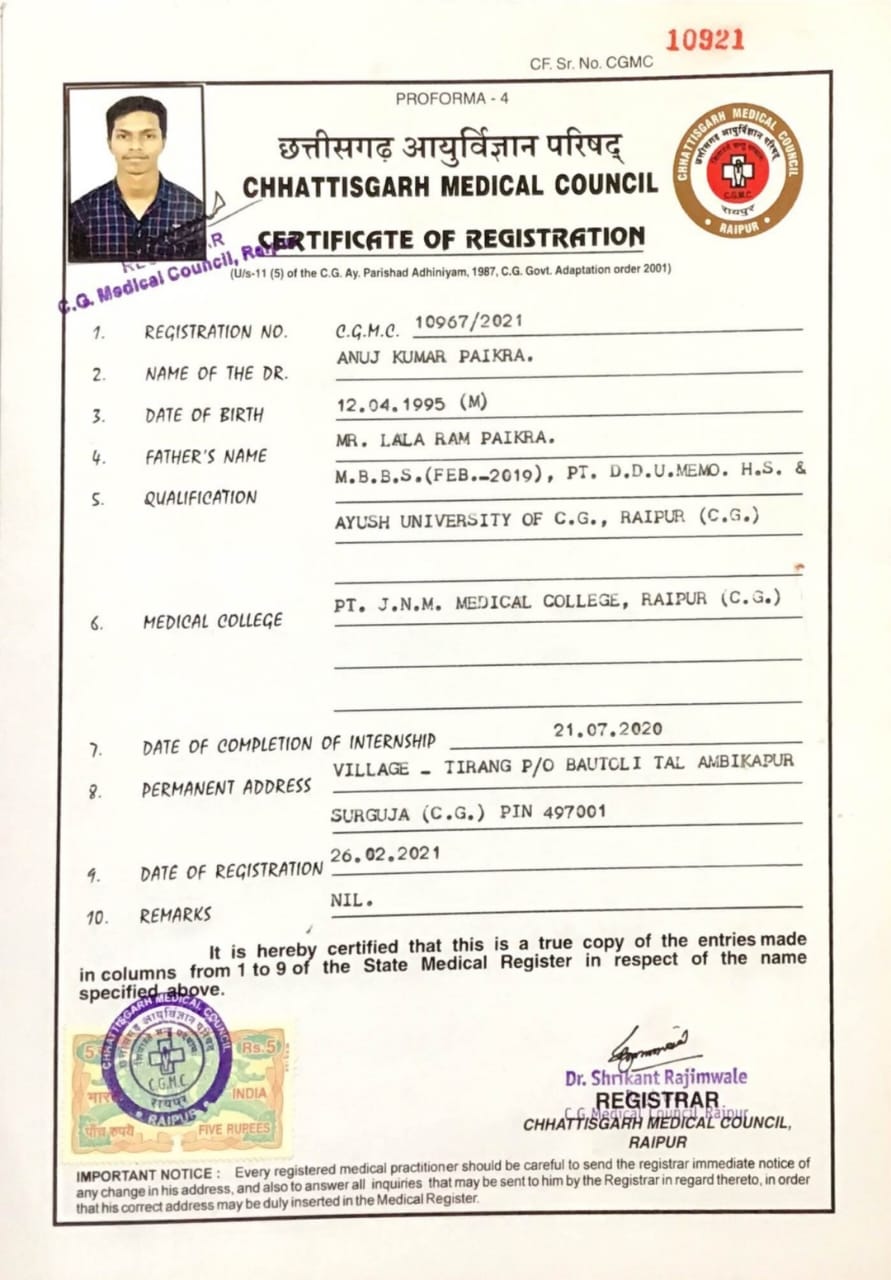 10921
CF. Sr. No. CGMC
PROFORMA - 4
छत्तीसगढ़ आयुर्विज्ञान परिषद्
CHHATTISGARH MEDICAL COUNCIL
CHHATTISGARH MEDICAL COUNCIL
छत्तीसगढ़ आयुर्विज्ञान परिषद्
C.G.M.C.
रायपुर
• RAIPUR •
CERTIFICATE OF REGISTRATION
C.G. Medical Council, Raipur
(U/s-11 (5) of the C.G. Ay. Parishad Adhiniyam, 1987, C.G. Govt. Adaptation order 2001)
1. REGISTRATION NO. C.G.M.C. 10967/2021
2. NAME OF THE DR. ANUJ KUMAR PAIKRA.
3. DATE OF BIRTH 12.04.1995 (M)
4. FATHER'S NAME MR. LALA RAM PAIKRA.
5. QUALIFICATION M.B.B.S.(FEB.-2019), PT. D.D.U.MEMO. H.S. &
AYUSH UNIVERSITY OF C.G., RAIPUR (C.G.)
6. MEDICAL COLLEGE PT. J.N.M. MEDICAL COLLEGE, RAIPUR (C.G.)
7. DATE OF COMPLETION OF INTERNSHIP 21.07.2020
8. PERMANENT ADDRESS VILLAGE - TIRANG P/O BAUTOLI TAL AMBIKAPUR
SURGUJA (C.G.) PIN 497001
9. DATE OF REGISTRATION 26.02.2021
10. REMARKS NIL.
It is hereby certified that this is a true copy of the entries made
in columns from 1 to 9 of the State Medical Register in respect of the name
specified above.
CHHATTISGARH MEDICAL COUNCIL
छत्तीसगढ़ आयुर्विज्ञान परिषद्
C.G.M.C
रायपुर
• RAIPUR •
Rs.5
INDIA
पाँच रुपये
FIVE RUPEES
Dr. Shrikant Rajimwale
REGISTRAR
C.G. Medical Council Raipur
CHHATTISGARH MEDICAL COUNCIL,
RAIPUR
IMPORTANT NOTICE : Every registered medical practitioner should be careful to send the registrar immediate notice of
any change in his address, and also to answer all inquiries that may be sent to him by the Registrar in regard thereto, in order
that his correct address may be duly inserted in the Medical Register.